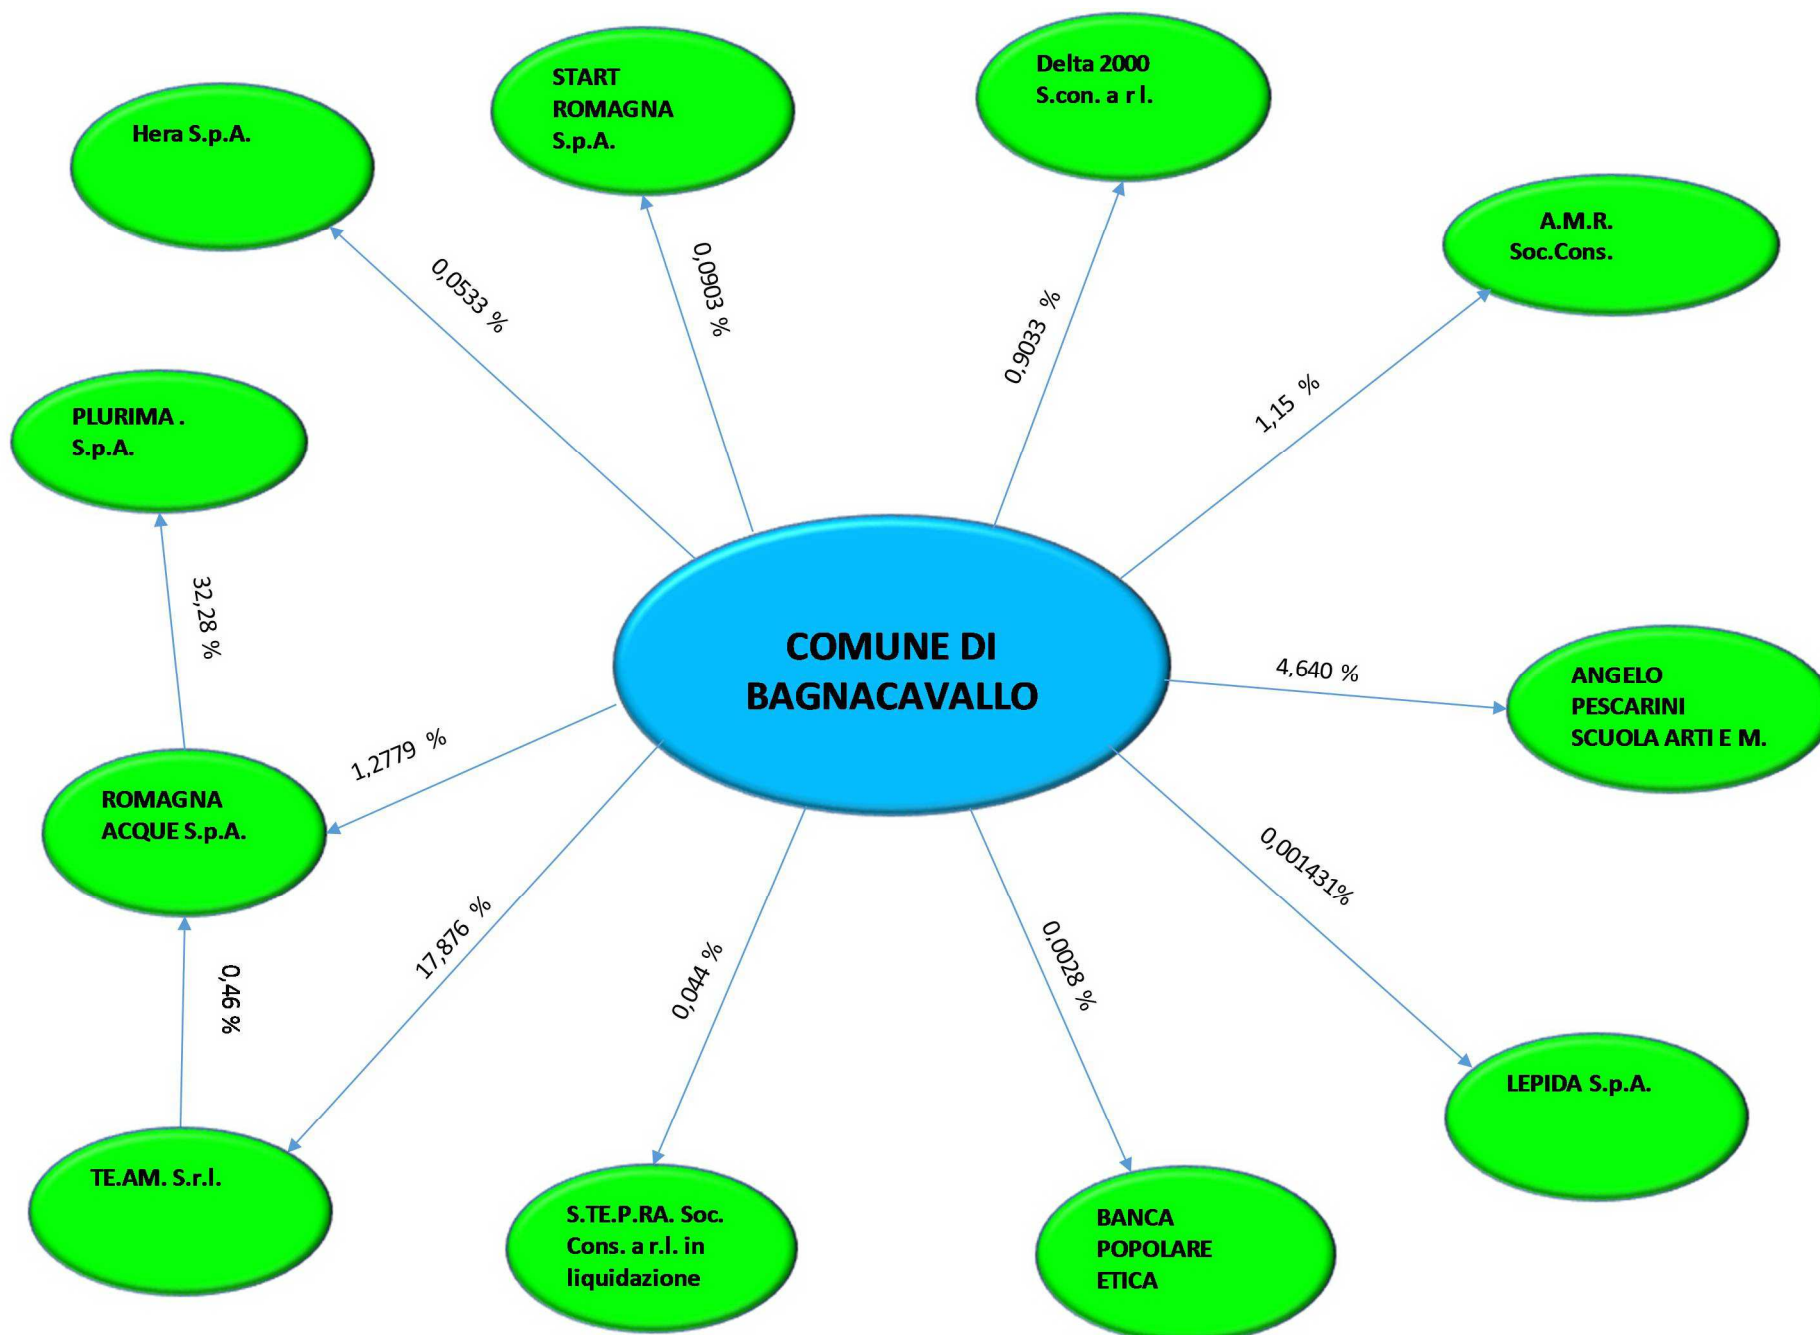 START
ROMAGNA
S.p.A.
Delta 2000
S.con. a r l.
Hera S.p.A.
A.M.R.
Soc.Cons.
0,0533 %
0,0903 %
0,9033 %
1,15 %
PLURIMA .
S.p.A.
32,28 %
COMUNE DI
BAGNACAVALLO
4,640 %
ANGELO
PESCARINI
SCUOLA ARTI E M.
1,2779 %
ROMAGNA
ACQUE S.p.A.
0,46 %
17,876 %
0,044 %
0,0028 %
0,001431%
LEPIDA S.p.A.
TE.AM. S.r.l.
S.TE.P.RA. Soc.
Cons. a r.l. in
liquidazione
BANCA
POPOLARE
ETICA